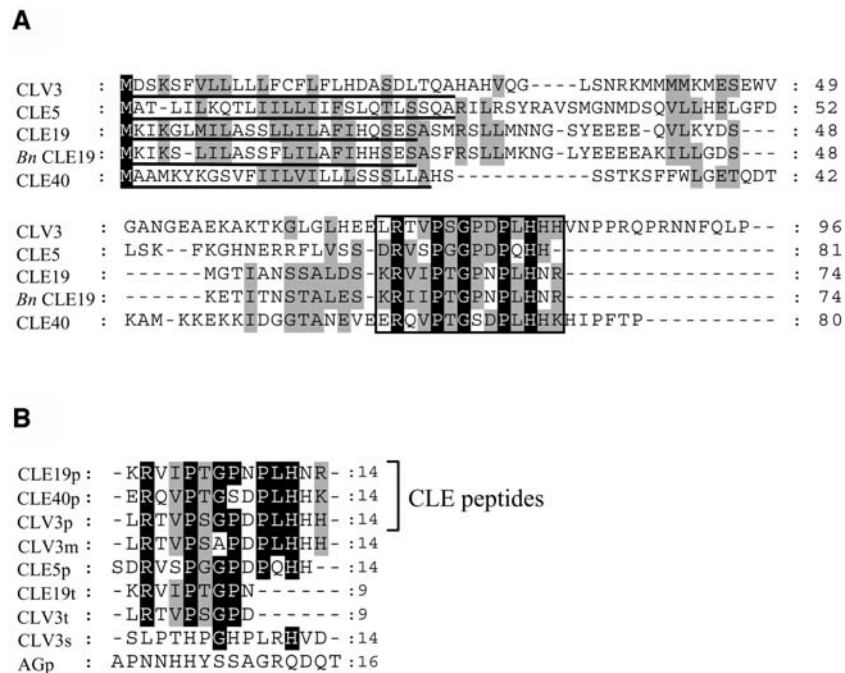 A
CLV3 : MDSKSFVLLLLLFCFLFLHDASDLTQAHAHVQG----LSNRKMMMMKMESEWV : 49
CLE5 : MAT-LILKQTLIILLIIFSLQTLSSQARILRSYRAVSMGNMDSQVLLHELGFD : 52
CLE19 : MKIKGLMILASSLLILAFIHQSESASMRSLLMNNG-SYEEEE-QVLKYDS--- : 48
Bn CLE19 : MKIKS-LILASSFLILAFIHHSESASFRSLLMKNG-LYEEEEAKILLGDS--- : 48
CLE40 : MAAMKYKGSVFIILVILLLSSSLLAHS---------SSTKSFFWLGETQDT : 42
GANGEAEKAKTKGLGLHEELRTVPSGPDPLHHHVNPPRQPRNNFQLP-- : 96
CLV3 :
CLE5 : LSK--FKGHNERRFLVSS-DRVSPGGPDPQHH----------------- : 81
CLE19 : ------MGTIANSSALDS-KRVIPTGPNPLHNR---------------- : 74
Bn CLE19 : ------KETITNSTALES-KRIIPTGPNPLHNR---------------- : 74
CLE40 : KAM-KKEKKIDGGTANEVEERQVPTGSDPLHHKHIPFTP---------- : 80
B
CLE19p : -KRVIPTGPNPLHNR- :14
CLE40p : -ERQVPTGSDPLHHK- :14
CLE peptides
CLV3p : -LRTVPSGPDPLHHH- :14
CLV3m : -LRTVPSAPDPLHHH- :14
CLE5p : SDRVSPGGPDPQHH-- :14
CLE19t : -KRVIPTGPN------ :9
CLV3t : -LRTVPSGPD------ :9
CLV3s : -SLPTHPGHPLRHVD- :14
AGp : APNNHHYSSAGRQDQT :16